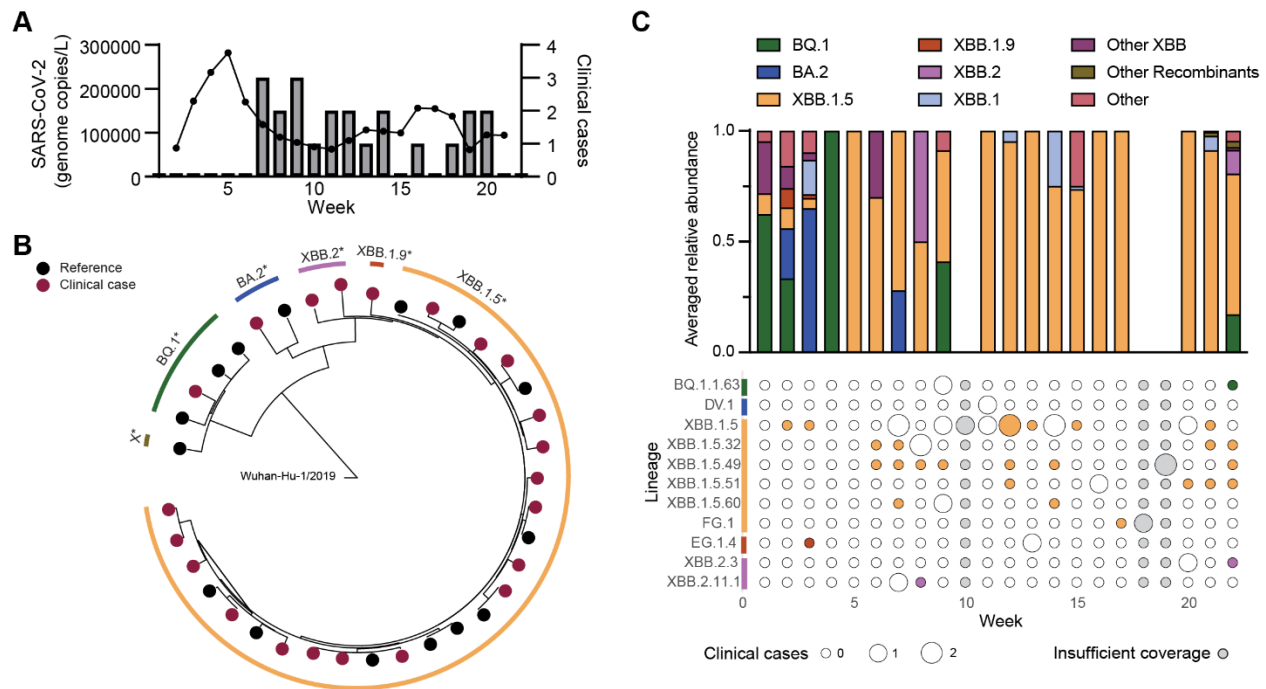 A
SARS-CoV-2
(genome copies/L)
300000
200000
100000
0
4
3
2
1
0
Clinical cases
5 10 15 20
Week
B
Reference
Clinical case
X*
BQ.1*
BA.2*
XBB.2*
XBB.1.9*
XBB.1.5*
Wuhan-Hu-1/2019
C
BQ.1 XBB.1.9 Other XBB
BA.2 XBB.2 Other Recombinants
XBB.1.5 XBB.1 Other
Averaged relative abundance
1.0
0.5
0.0
Lineage
BQ.1.1.63
DV.1
XBB.1.5
XBB.1.5.32
XBB.1.5.49
XBB.1.5.51
XBB.1.5.60
FG.1
EG.1.4
XBB.2.3
XBB.2.11.1
0 5 10 15 20
Week
Clinical cases 0 1 2 Insufficient coverage